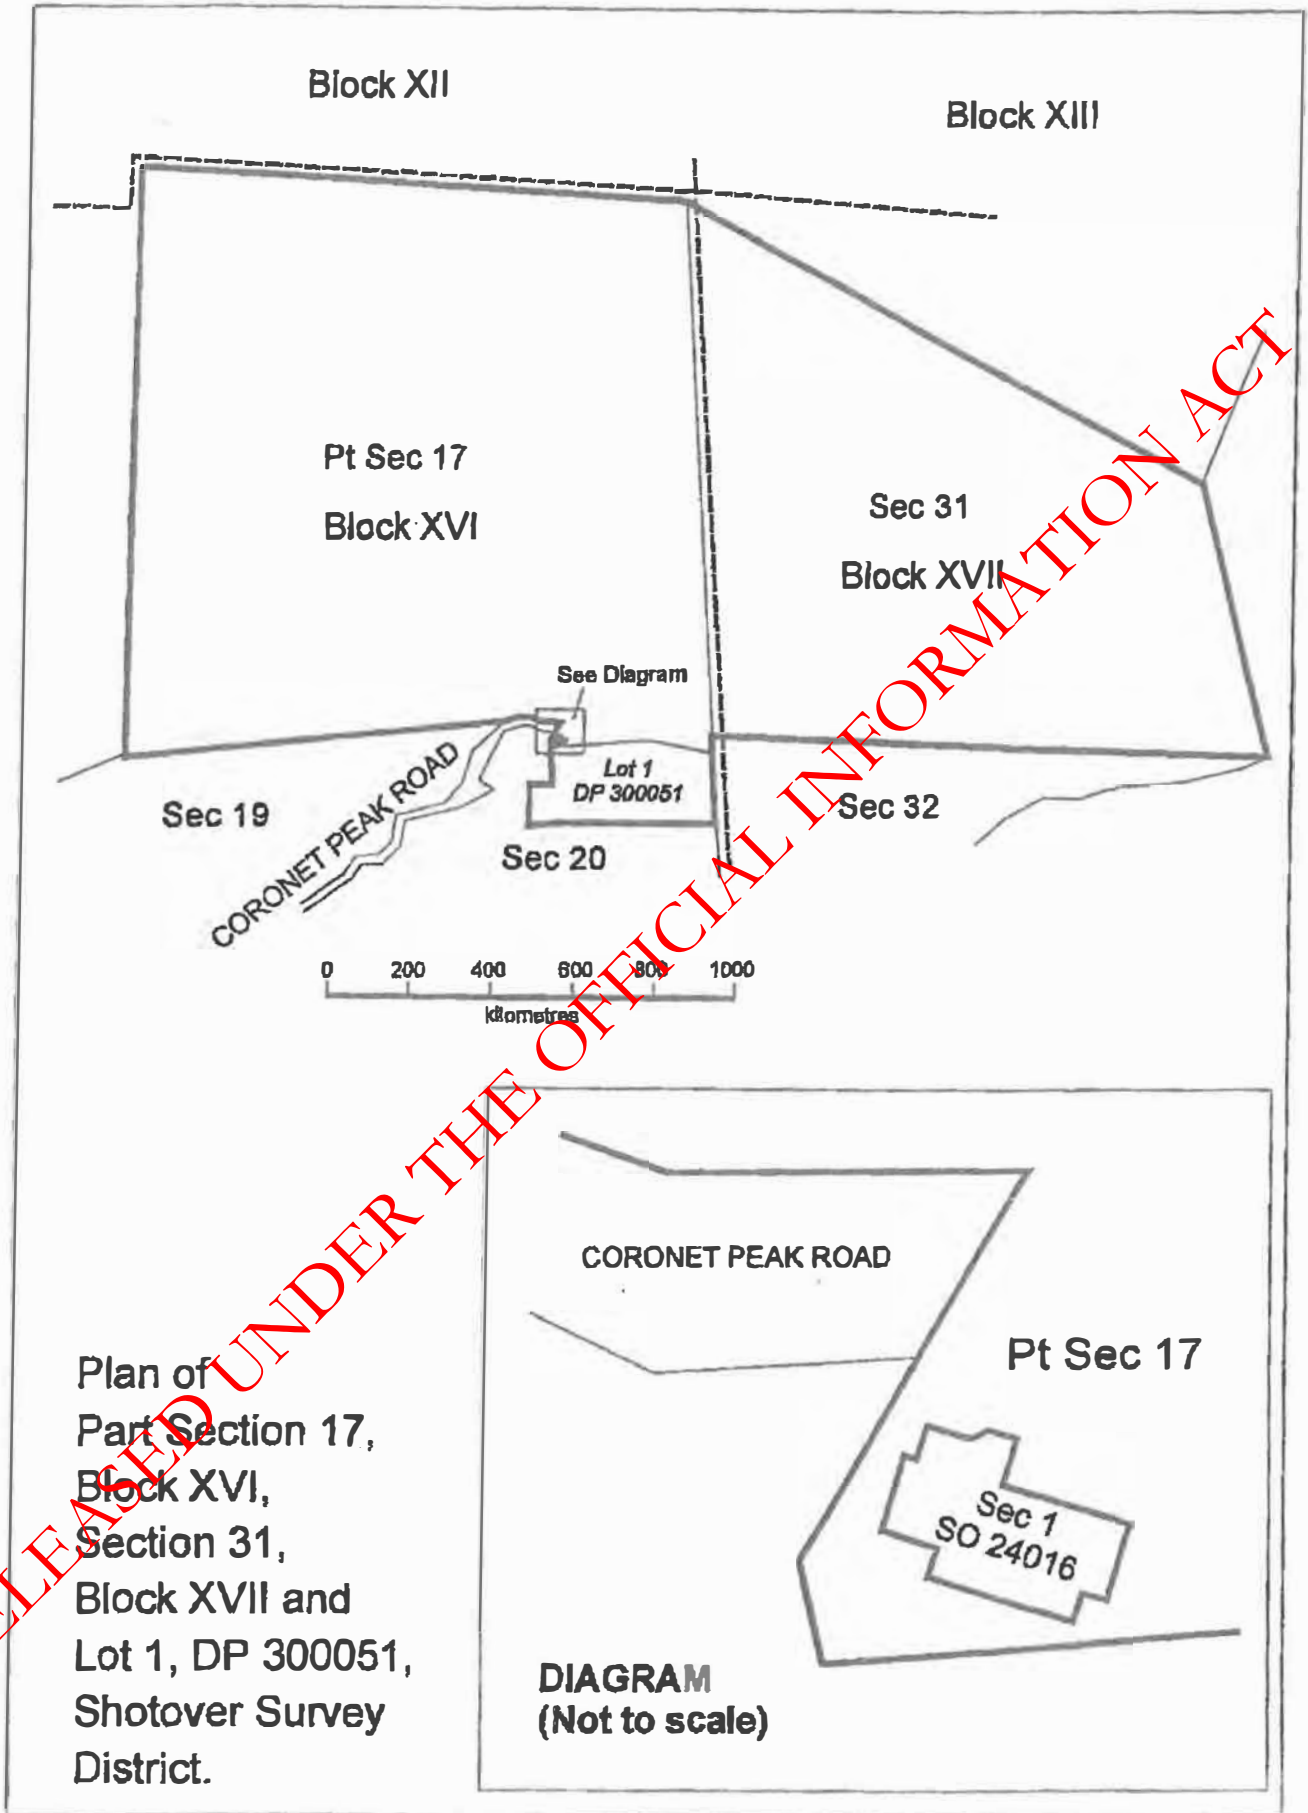 Block XII
Block XIII
Pt Sec 17
Block XVI
Sec 31
Block XVII
See Diagram
Lot 1
DP 300051
Sec 19
CORONET PEAK ROAD
Sec 20
Sec 32
0 200 400 600 800 1000
kilometres
CORONET PEAK ROAD
Pt Sec 17
Sec 1
SO 24016
DIAGRAM
(Not to scale)
Plan of
Part Section 17,
Block XVI,
Section 31,
Block XVII and
Lot 1, DP 300051,
Shotover Survey
District.
ELEASED UNDER THE OFFICIAL INFORMATION ACT